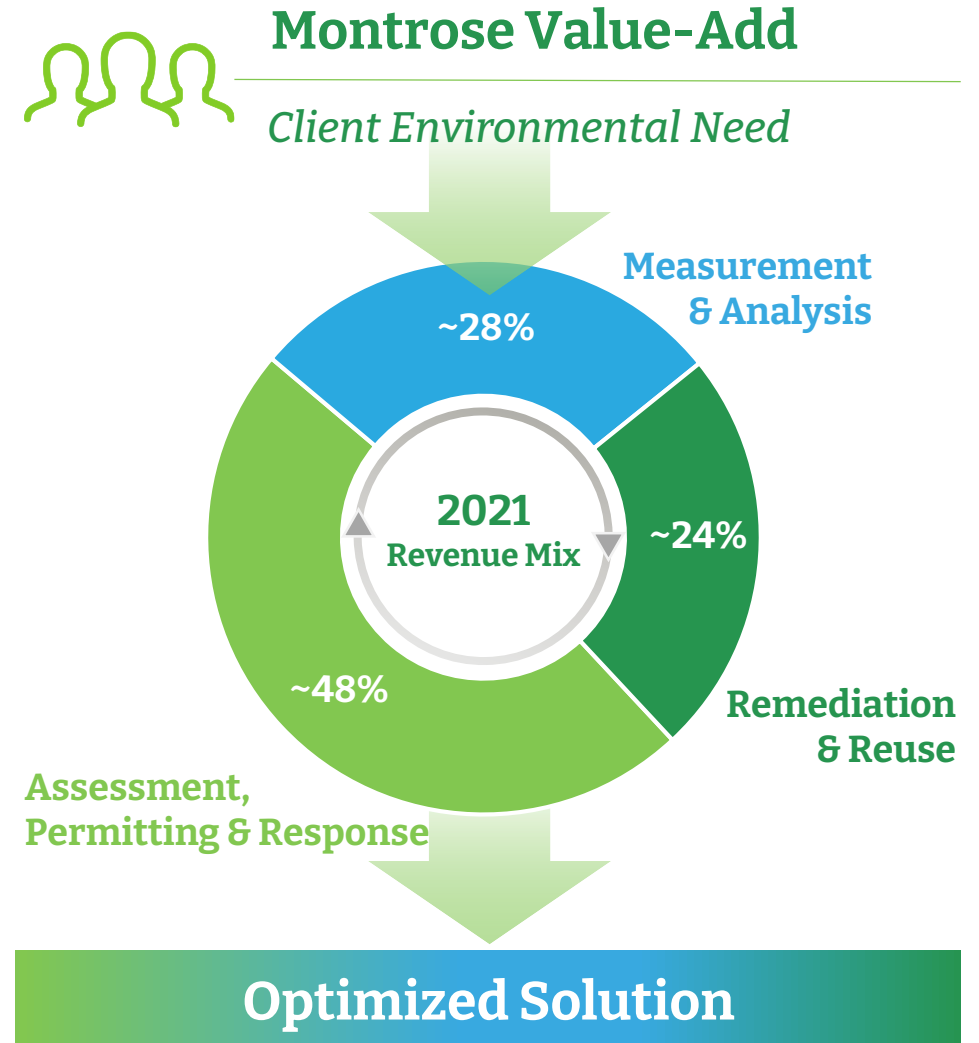 Montrose Value-Add
Client Environmental Need
Measurement
& Analysis
~28%
2021
Revenue Mix
~24%
~48%
Remediation
& Reuse
Assessment,
Permitting & Response
Optimized Solution